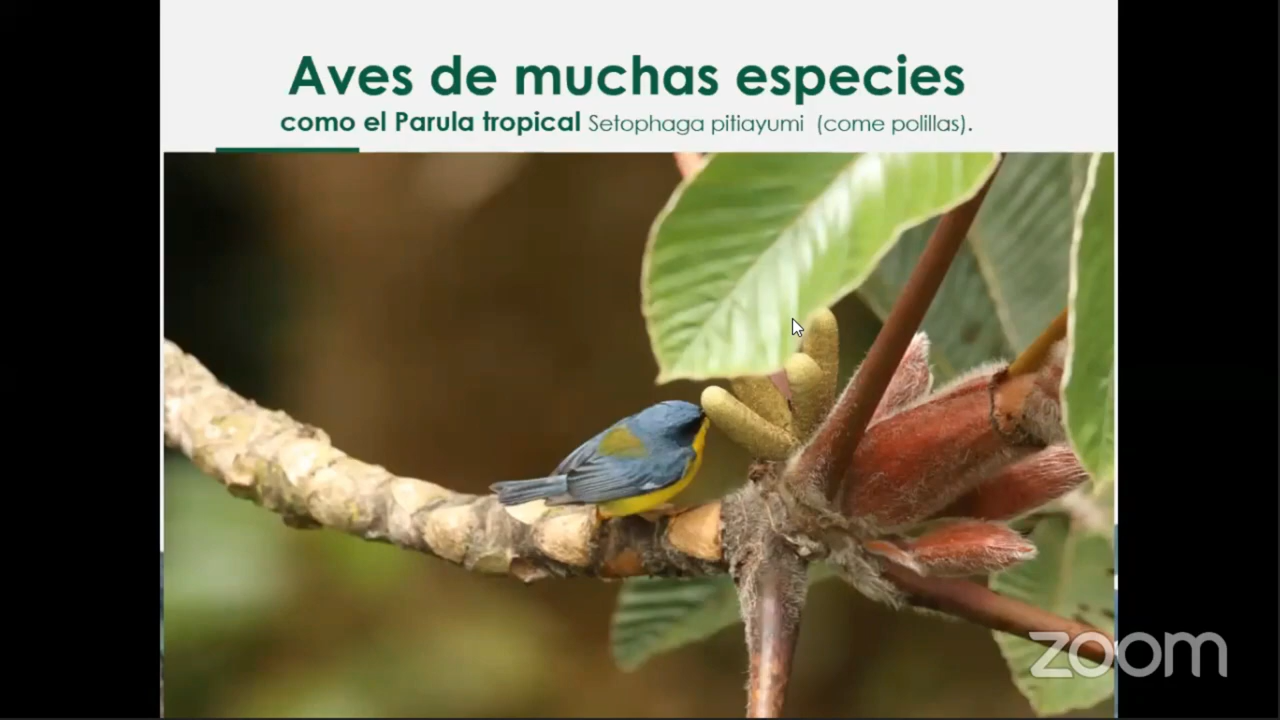 Aves de muchas especies
como el Parula tropical Setophaga pitiayumi (come polillas).
zoom